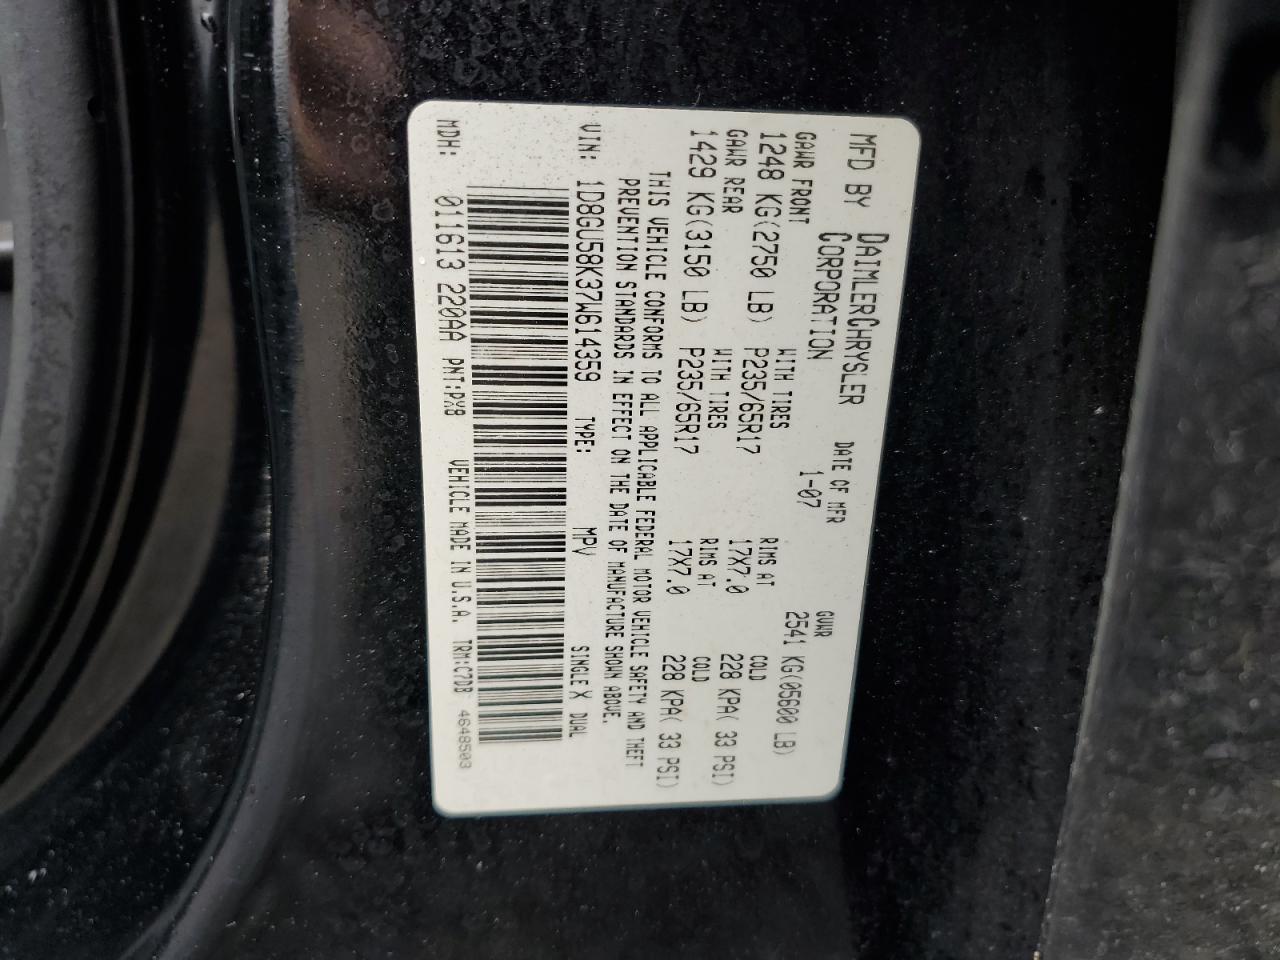 MFD BY DAIMLERCHRYSLER CORPORATION
DATE OF MFR
1-07
GVWR
2541 KG(05600 LB)
GAWR FRONT WITH TIRES RIMS AT COLD
1248 KG(2750 LB) P235/65R17 17X7.0 228 KPA( 33 PSI)
GAWR REAR WITH TIRES RIMS AT COLD
1429 KG(3150 LB) P235/65R17 17X7.0 228 KPA( 33 PSI)
THIS VEHICLE CONFORMS TO ALL APPLICABLE FEDERAL MOTOR VEHICLE SAFETY AND THEFT
PREVENTION STANDARDS IN EFFECT ON THE DATE OF MANUFACTURE SHOWN ABOVE.
VIN: 1D8GU58K37W614359 TYPE: MPV SINGLE X DUAL
MDH: 011613 220AA PNT:PX8 VEHICLE MADE IN U.S.A. TRM:C7DB 4648503